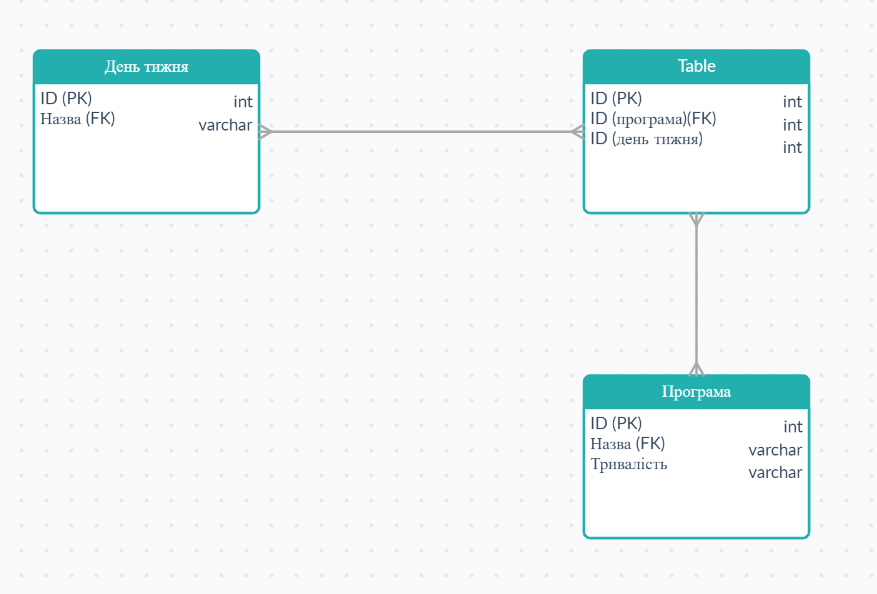 День тижня
ID (PK) int
Назва (FK) varchar
Table
ID (PK) int
ID (програма)(FK) int
ID (день тижня) int
Програма
ID (PK) int
Назва (FK) varchar
Тривалість varchar